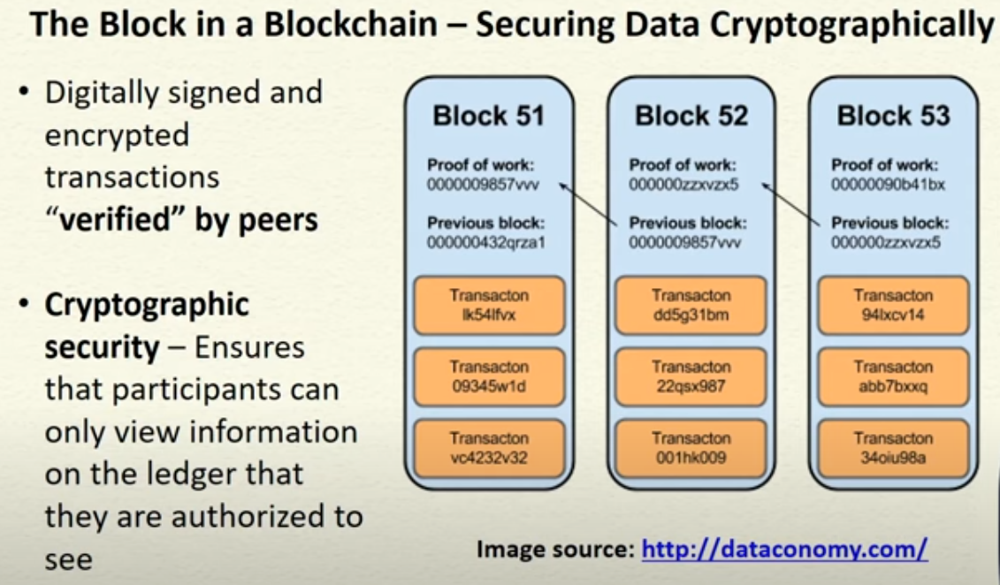 The Block in a Blockchain – Securing Data Cryptographically
• Digitally signed and
encrypted
transactions
“verified” by peers
• Cryptographic
security – Ensures
that participants can
only view information
on the ledger that
they are authorized to
see
Block 51
Proof of work:
0000009857vvv
Previous block:
000000432qrza1
Transacton
lk54lfvx
Transacton
09345w1d
Transacton
vc4232v32
Block 52
Proof of work:
000000zzxvzx5
Previous block:
0000009857vvv
Transacton
dd5g31bm
Transacton
22qsx987
Transacton
001hk009
Block 53
Proof of work:
00000090b41bx
Previous block:
000000zzxvzx5
Transacton
94lxcv14
Transacton
abb7bxxq
Transacton
34oiu98a
Image source: http://dataconomy.com/